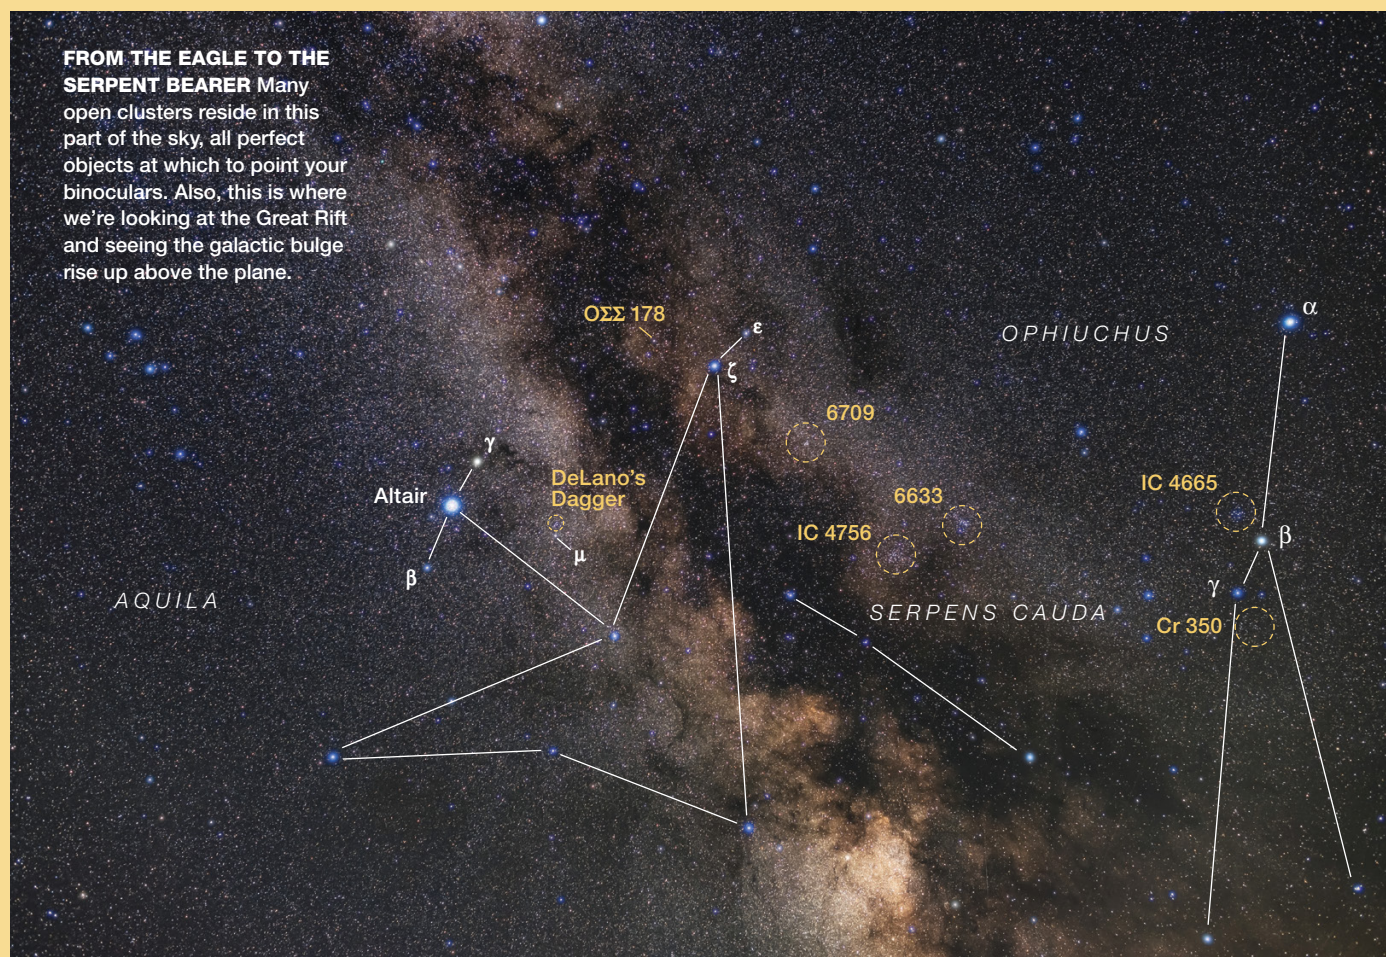 FROM THE EAGLE TO THE
SERPENT BEARER Many
open clusters reside in this
part of the sky, all perfect
objects at which to point your
binoculars. Also, this is where
we’re looking at the Great Rift
and seeing the galactic bulge
rise up above the plane.
ΟΣΣ 178
ε
ζ
OPHIUCHUS
α
6709
γ
Altair
DeLano’s
Dagger
μ
β
AQUILA
6633
IC 4756
IC 4665
β
γ
SERPENS CAUDA
Cr 350